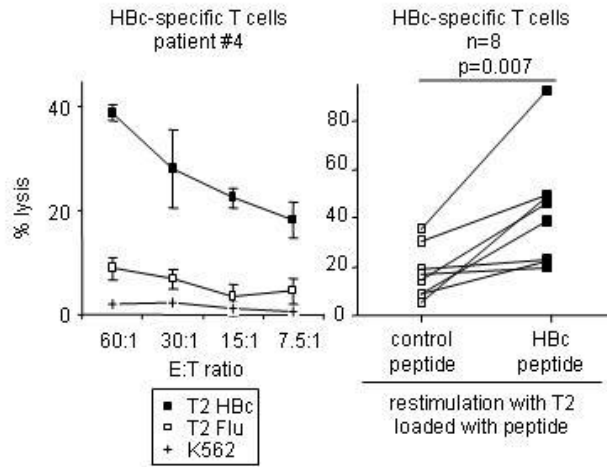 HBc-specific T cells
patient #4
% lysis
40
20
0
60:1 30:1 15:1 7.5:1
E:T ratio
T2 HBc
T2 Flu
K562
HBc-specific T cells
n=8
p=0.007
80
60
40
20
0
control peptide
HBc peptide
restimulation with T2
loaded with peptide